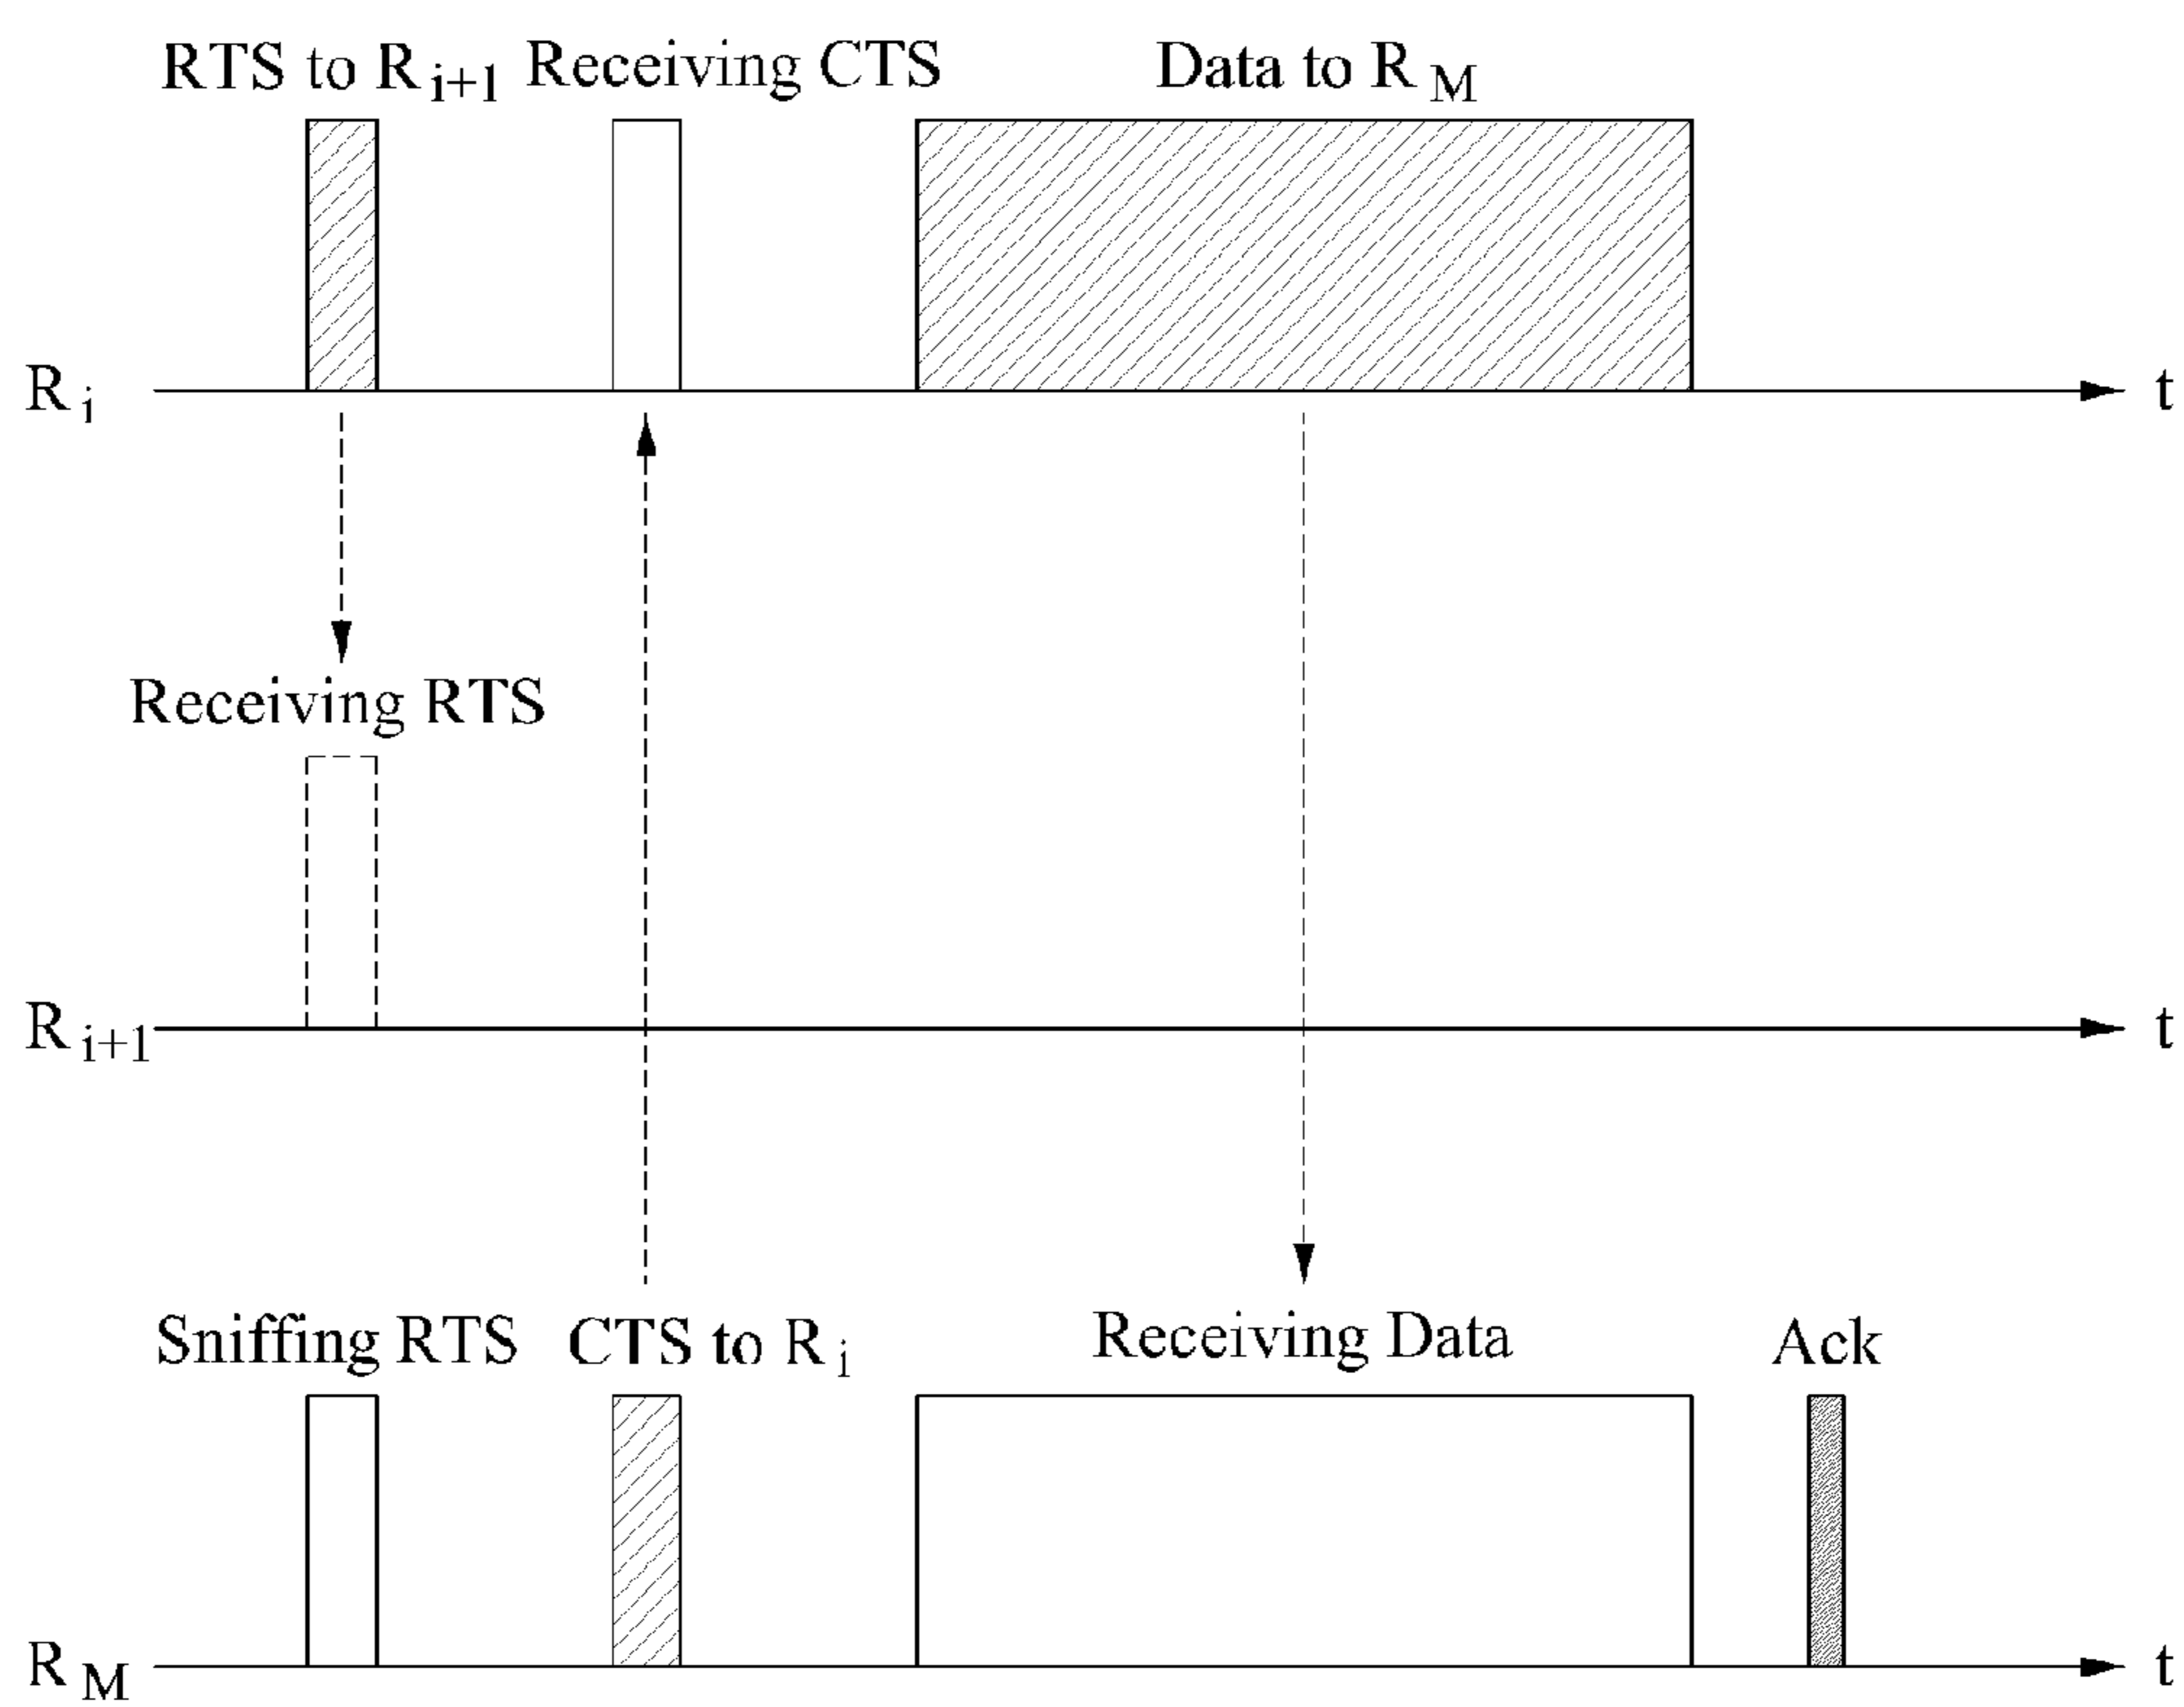 RTS to R i+1 Receiving CTS Data to R M
R i t
Receiving RTS
R i+1 t
Sniffing RTS CTS to R i Receiving Data Ack
R M t